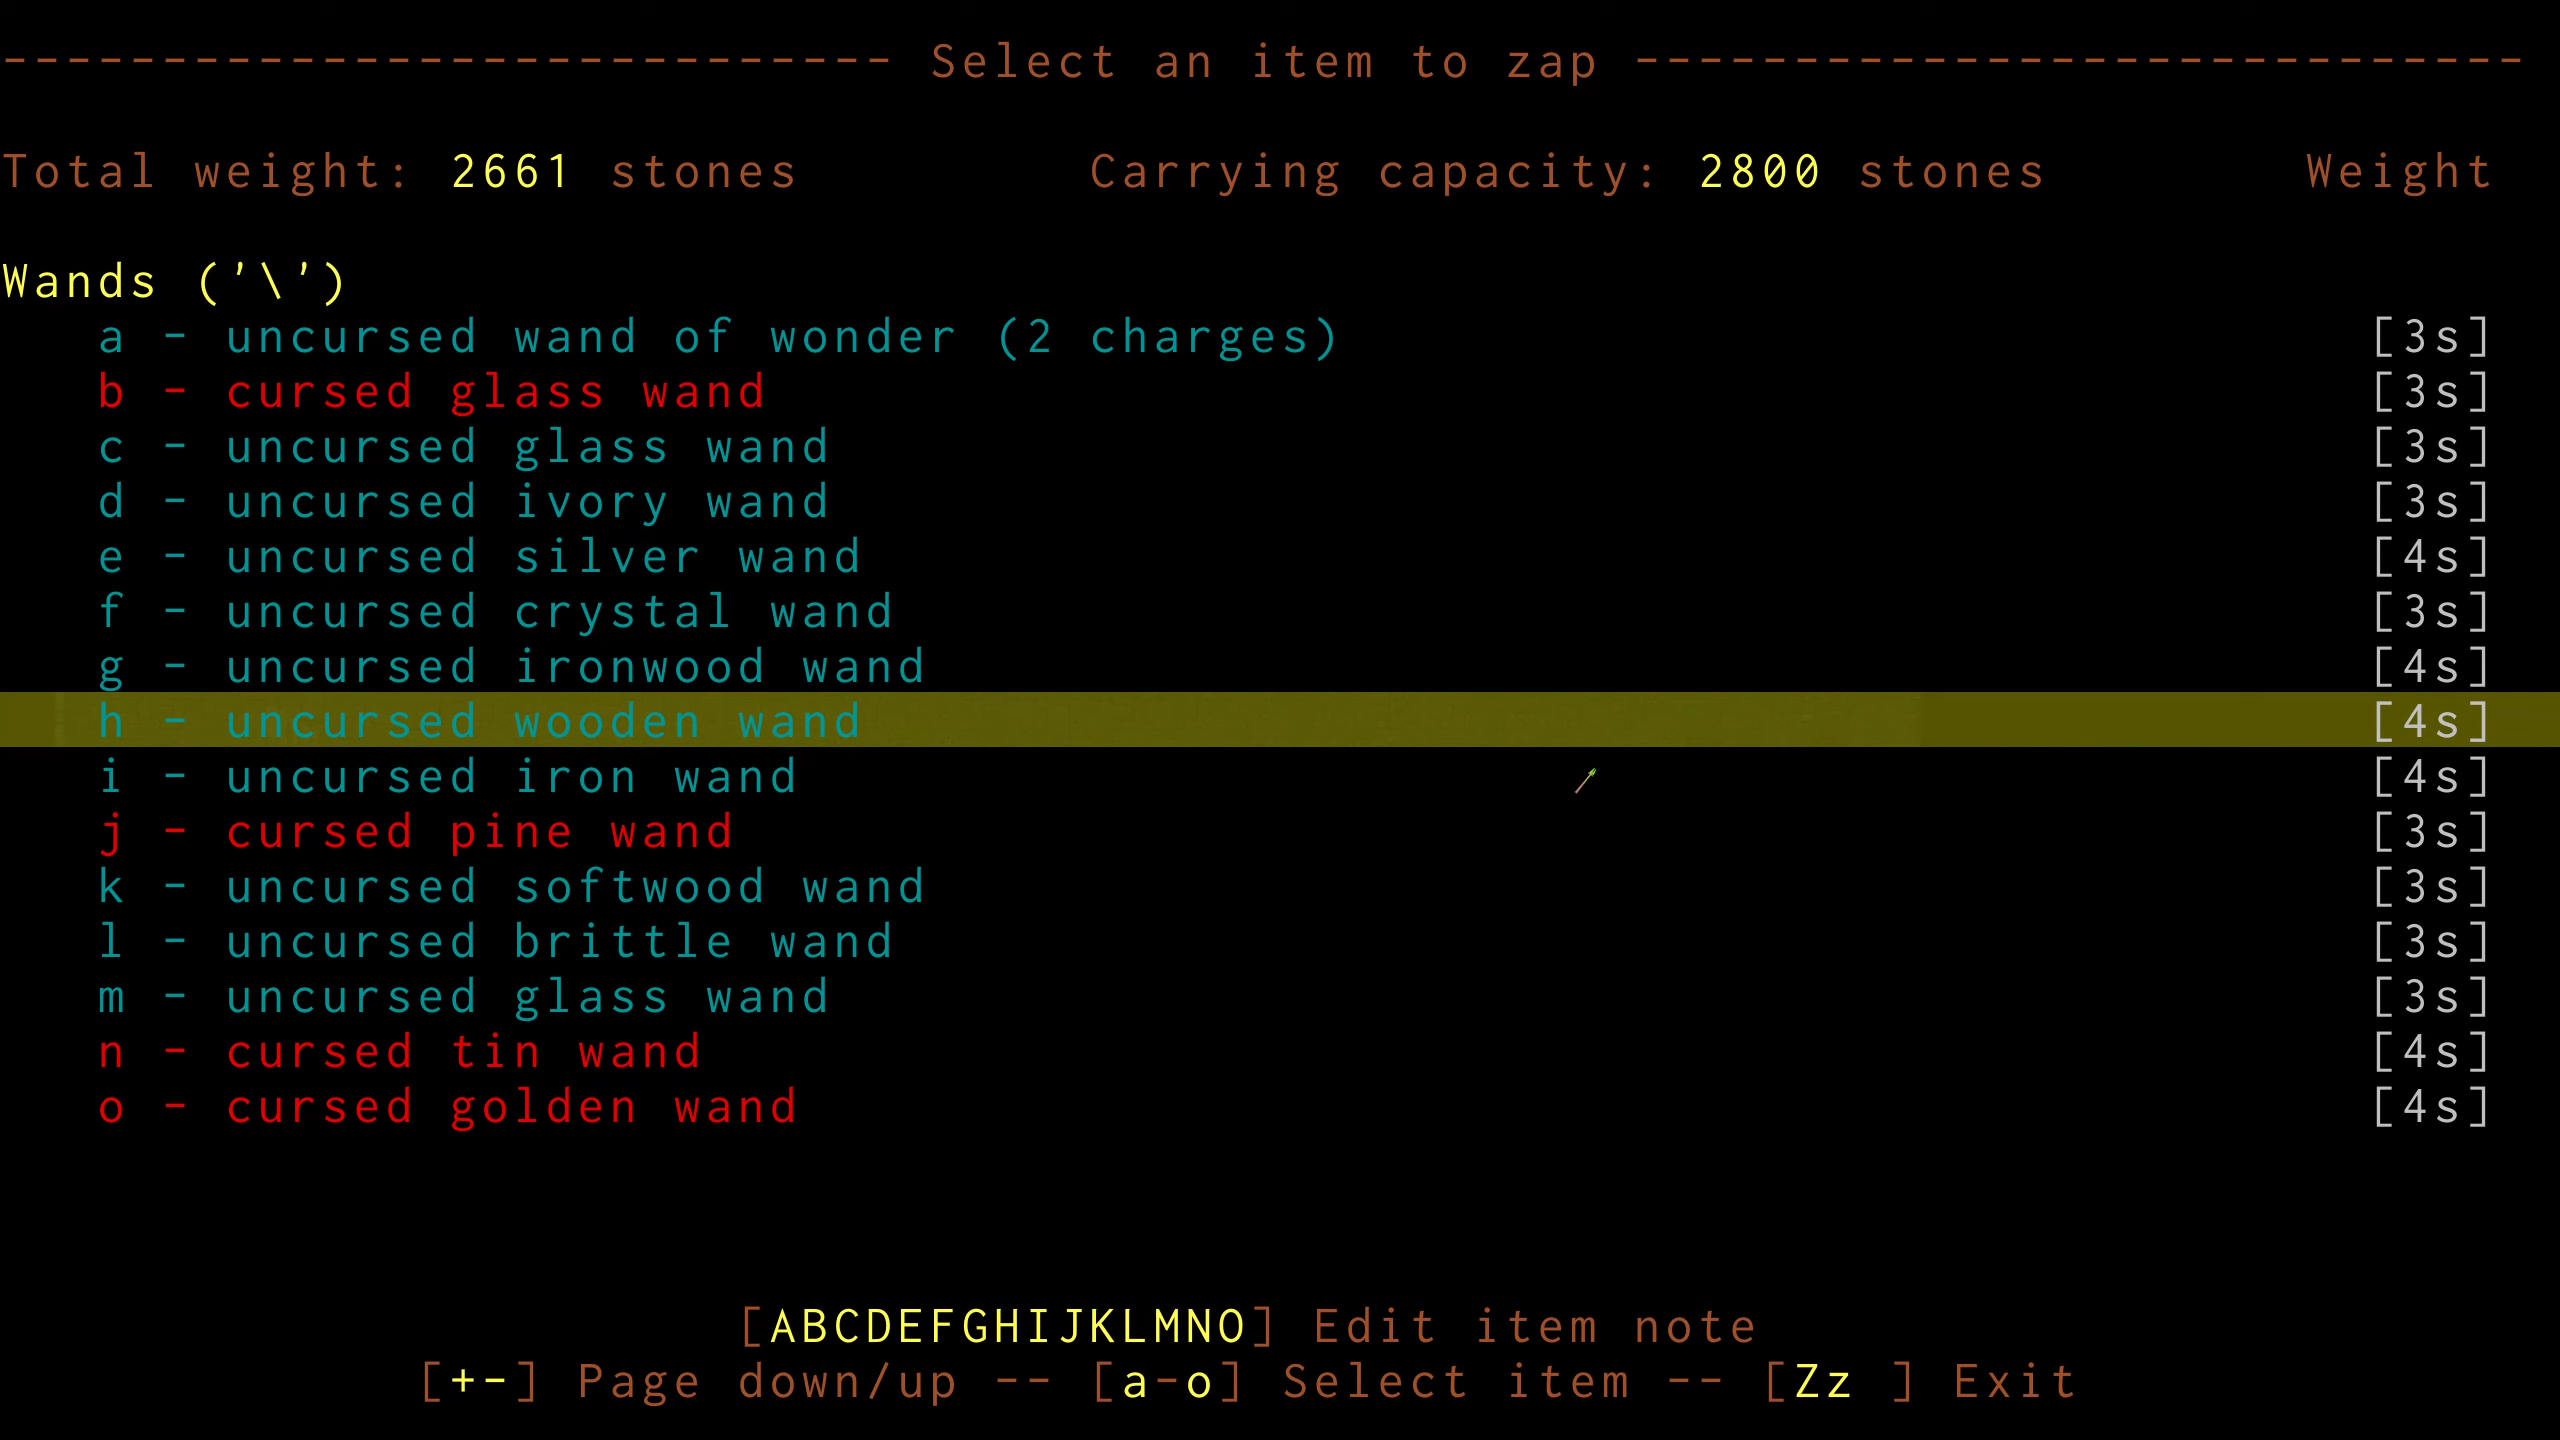 ---------------------------- Select an item to zap ----------------------------
Total weight: 2661 stones Carrying capacity: 2800 stones Weight
Wands ('\')
a - uncursed wand of wonder (2 charges) [3s]
b - cursed glass wand [3s]
c - uncursed glass wand [3s]
d - uncursed ivory wand [3s]
e - uncursed silver wand [4s]
f - uncursed crystal wand [3s]
g - uncursed ironwood wand [4s]
h - uncursed wooden wand [4s]
i - uncursed iron wand [4s]
j - cursed pine wand [3s]
k - uncursed softwood wand [3s]
l - uncursed brittle wand [3s]
m - uncursed glass wand [3s]
n - cursed tin wand [4s]
o - cursed golden wand [4s]
[ABCDEFGHIJKLMNO] Edit item note
[+-] Page down/up -- [a-o] Select item -- [Zz ] Exit